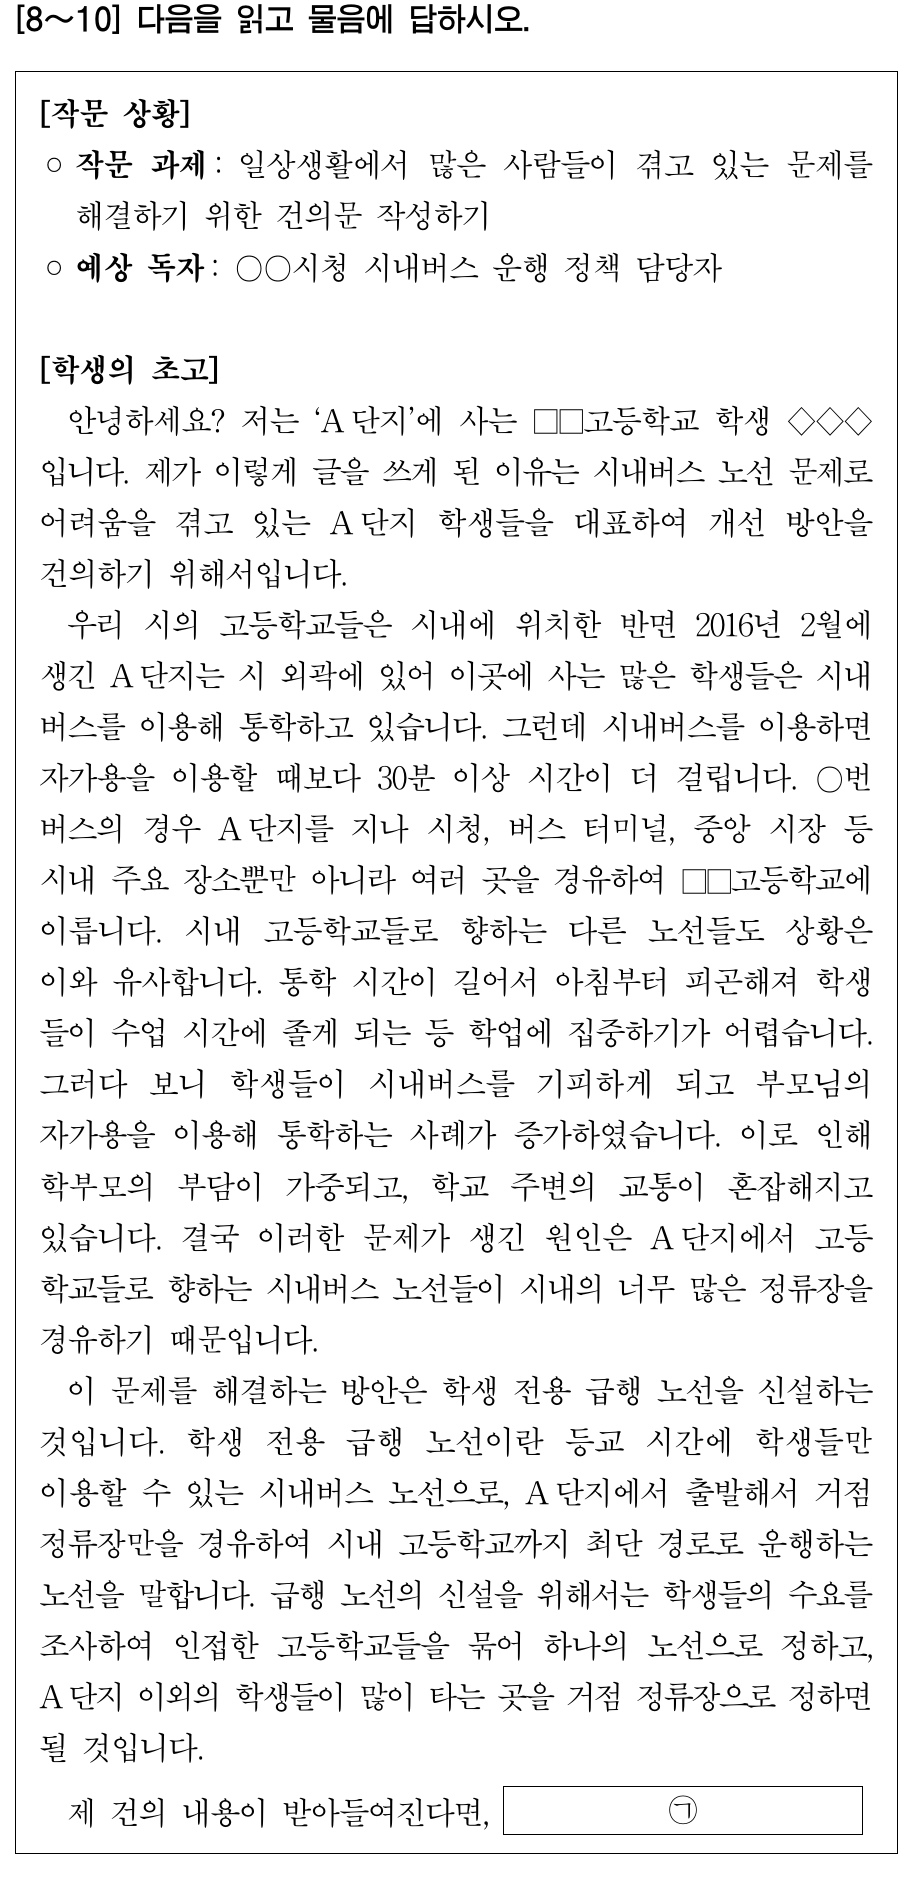 [8～10] 다음을 읽고 물음에 답하시오.
[작문 상황]
○ 작문 과제 : 일상생활에서 많은 사람들이 겪고 있는 문제를
해결하기 위한 건의문 작성하기
○ 예상 독자 : ○○시청 시내버스 운행 정책 담당자
[학생의 초고]
안녕하세요? 저는 ‘A 단지’에 사는 □□고등학교 학생 ◇◇◇
입니다. 제가 이렇게 글을 쓰게 된 이유는 시내버스 노선 문제로
어려움을 겪고 있는 A 단지 학생들을 대표하여 개선 방안을
건의하기 위해서입니다.
우리 시의 고등학교들은 시내에 위치한 반면 2016년 2월에
생긴 A 단지는 시 외곽에 있어 이곳에 사는 많은 학생들은 시내
버스를 이용해 통학하고 있습니다. 그런데 시내버스를 이용하면
자가용을 이용할 때보다 30분 이상 시간이 더 걸립니다. ○번
버스의 경우 A 단지를 지나 시청, 버스 터미널, 중앙 시장 등
시내 주요 장소뿐만 아니라 여러 곳을 경유하여 □□고등학교에
이릅니다. 시내 고등학교들로 향하는 다른 노선들도 상황은
이와 유사합니다. 통학 시간이 길어서 아침부터 피곤해져 학생
들이 수업 시간에 졸게 되는 등 학업에 집중하기가 어렵습니다.
그러다 보니 학생들이 시내버스를 기피하게 되고 부모님의
자가용을 이용해 통학하는 사례가 증가하였습니다. 이로 인해
학부모의 부담이 가중되고, 학교 주변의 교통이 혼잡해지고
있습니다. 결국 이러한 문제가 생긴 원인은 A 단지에서 고등
학교들로 향하는 시내버스 노선들이 시내의 너무 많은 정류장을
경유하기 때문입니다.
이 문제를 해결하는 방안은 학생 전용 급행 노선을 신설하는
것입니다. 학생 전용 급행 노선이란 등교 시간에 학생들만
이용할 수 있는 시내버스 노선으로, A 단지에서 출발해서 거점
정류장만을 경유하여 시내 고등학교까지 최단 경로로 운행하는
노선을 말합니다. 급행 노선의 신설을 위해서는 학생들의 수요를
조사하여 인접한 고등학교들을 묶어 하나의 노선으로 정하고,
A 단지 이외의 학생들이 많이 타는 곳을 거점 정류장으로 정하면
될 것입니다.
제 건의 내용이 받아들여진다면, ㉠